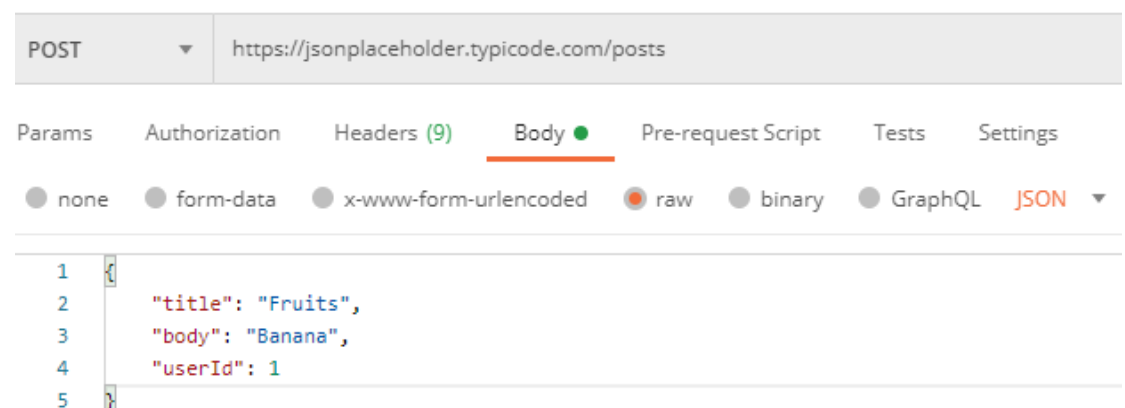 POST https://jsonplaceholder.typicode.com/posts
Params Authorization Headers (9) Body Pre-request Script Tests Settings
none form-data x-www-form-urlencoded raw binary GraphQL JSON
1 {
2 "title": "Fruits",
3 "body": "Banana",
4 "userId": 1
5 }